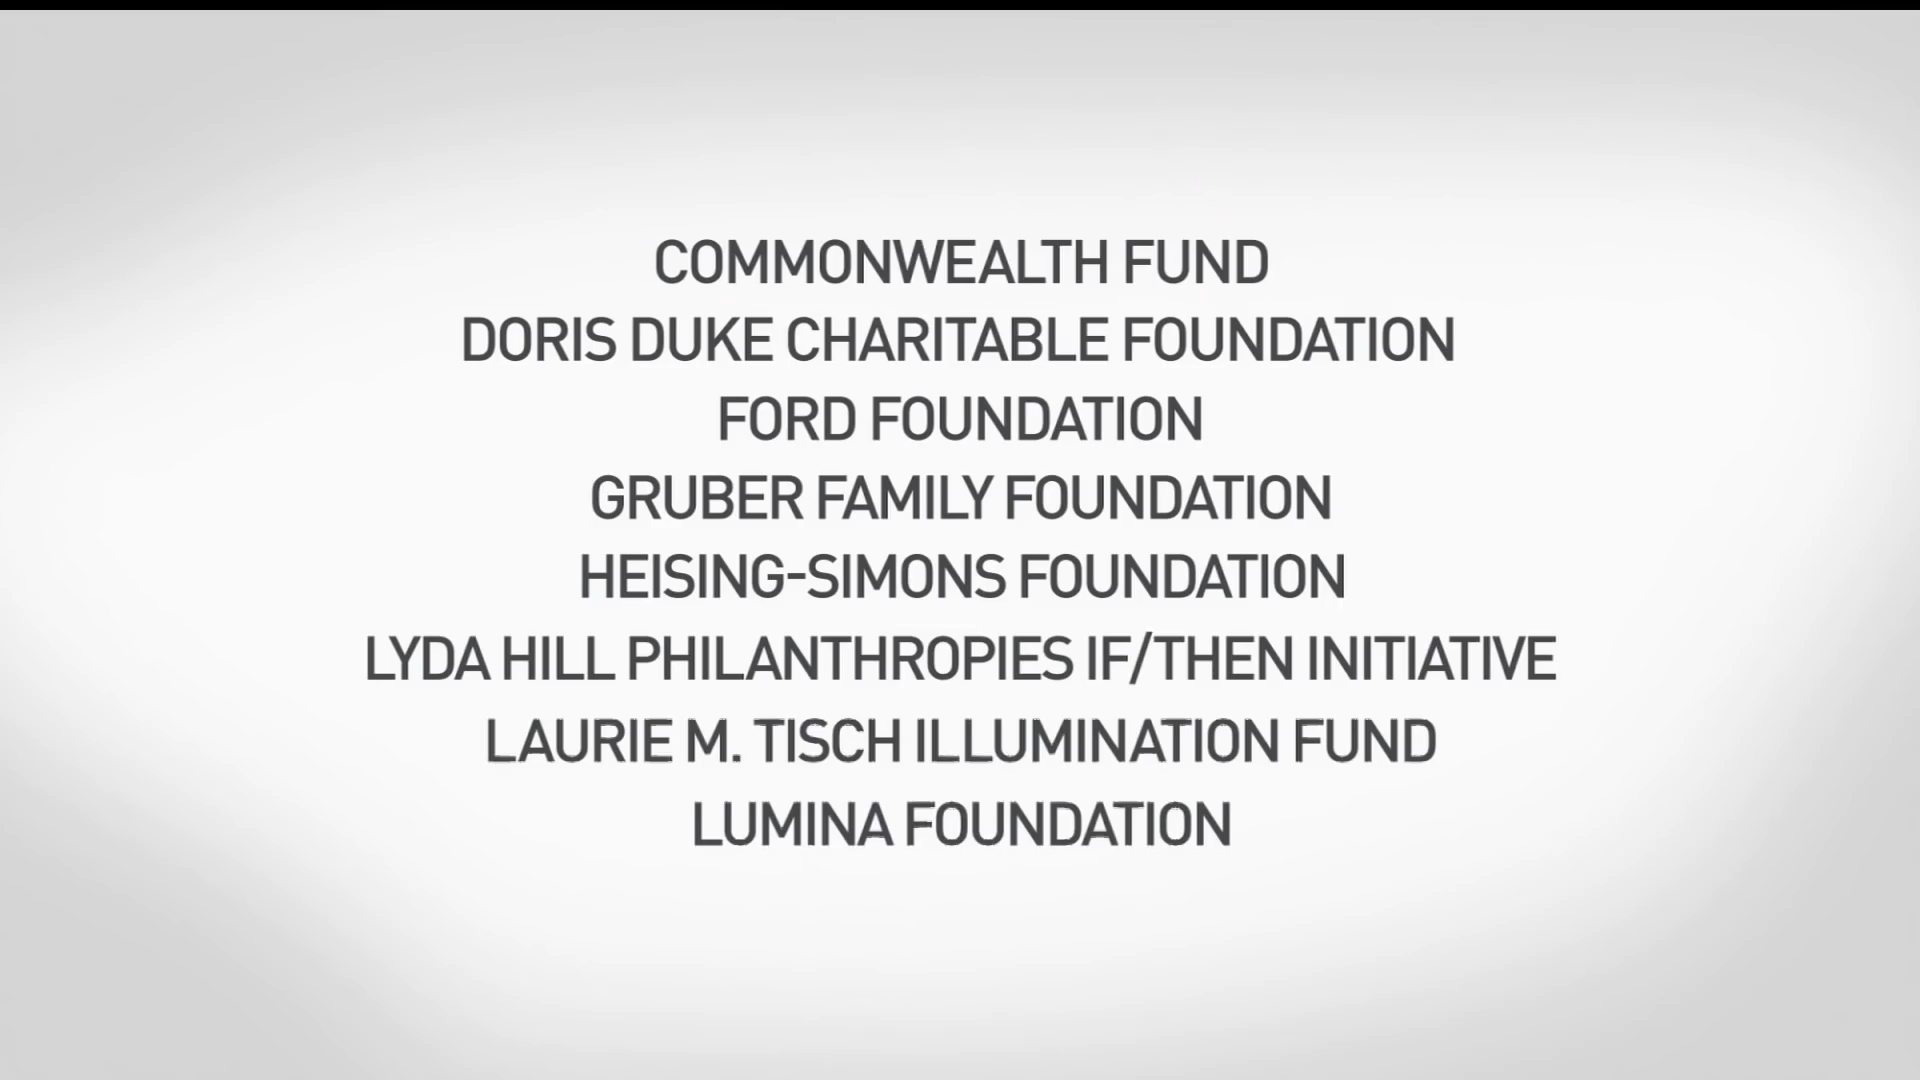 COMMONWEALTH FUND
DORIS DUKE CHARITABLE FOUNDATION
FORD FOUNDATION
GRUBER FAMILY FOUNDATION
HEISING-SIMONS FOUNDATION
LYDA HILL PHILANTHROPIES IF/THEN INITIATIVE
LAURIE M. TISCH ILLUMINATION FUND
LUMINA FOUNDATION